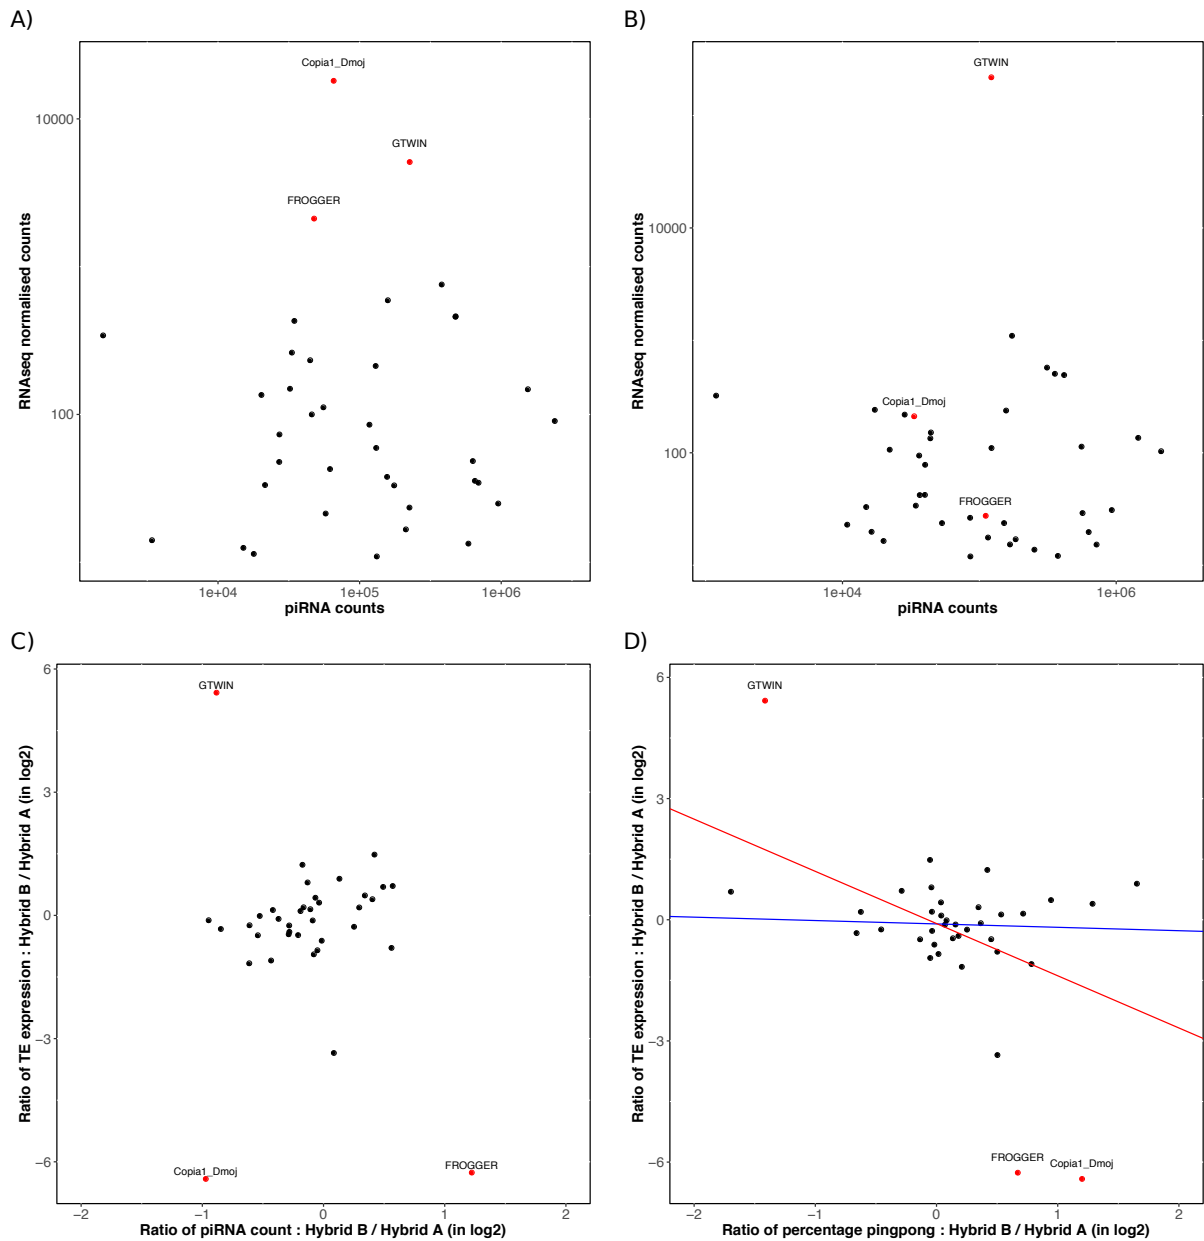 A)
Copia1_Dmoj
10000
GTWIN
FROGGER
RNAseq normalised counts
100
1e+04
1e+05
1e+06
piRNA counts
B)
GTWIN
10000
RNAseq normalised counts
Copia1_Dmoj
100
FROGGER
1e+04
1e+06
piRNA counts
C)
6
GTWIN
3
Ratio of TE expression : Hybrid B / Hybrid A (in log2)
0
−3
−6
Copia1_Dmoj
FROGGER
−2
−1
0
1
2
Ratio of piRNA count : Hybrid B / Hybrid A (in log2)
D)
6
GTWIN
3
Ratio of TE expression : Hybrid B / Hybrid A (in log2)
0
−3
FROGGER
Copia1_Dmoj
−6
−2
−1
0
1
2
Ratio of percentage pingpong : Hybrid B / Hybrid A (in log2)